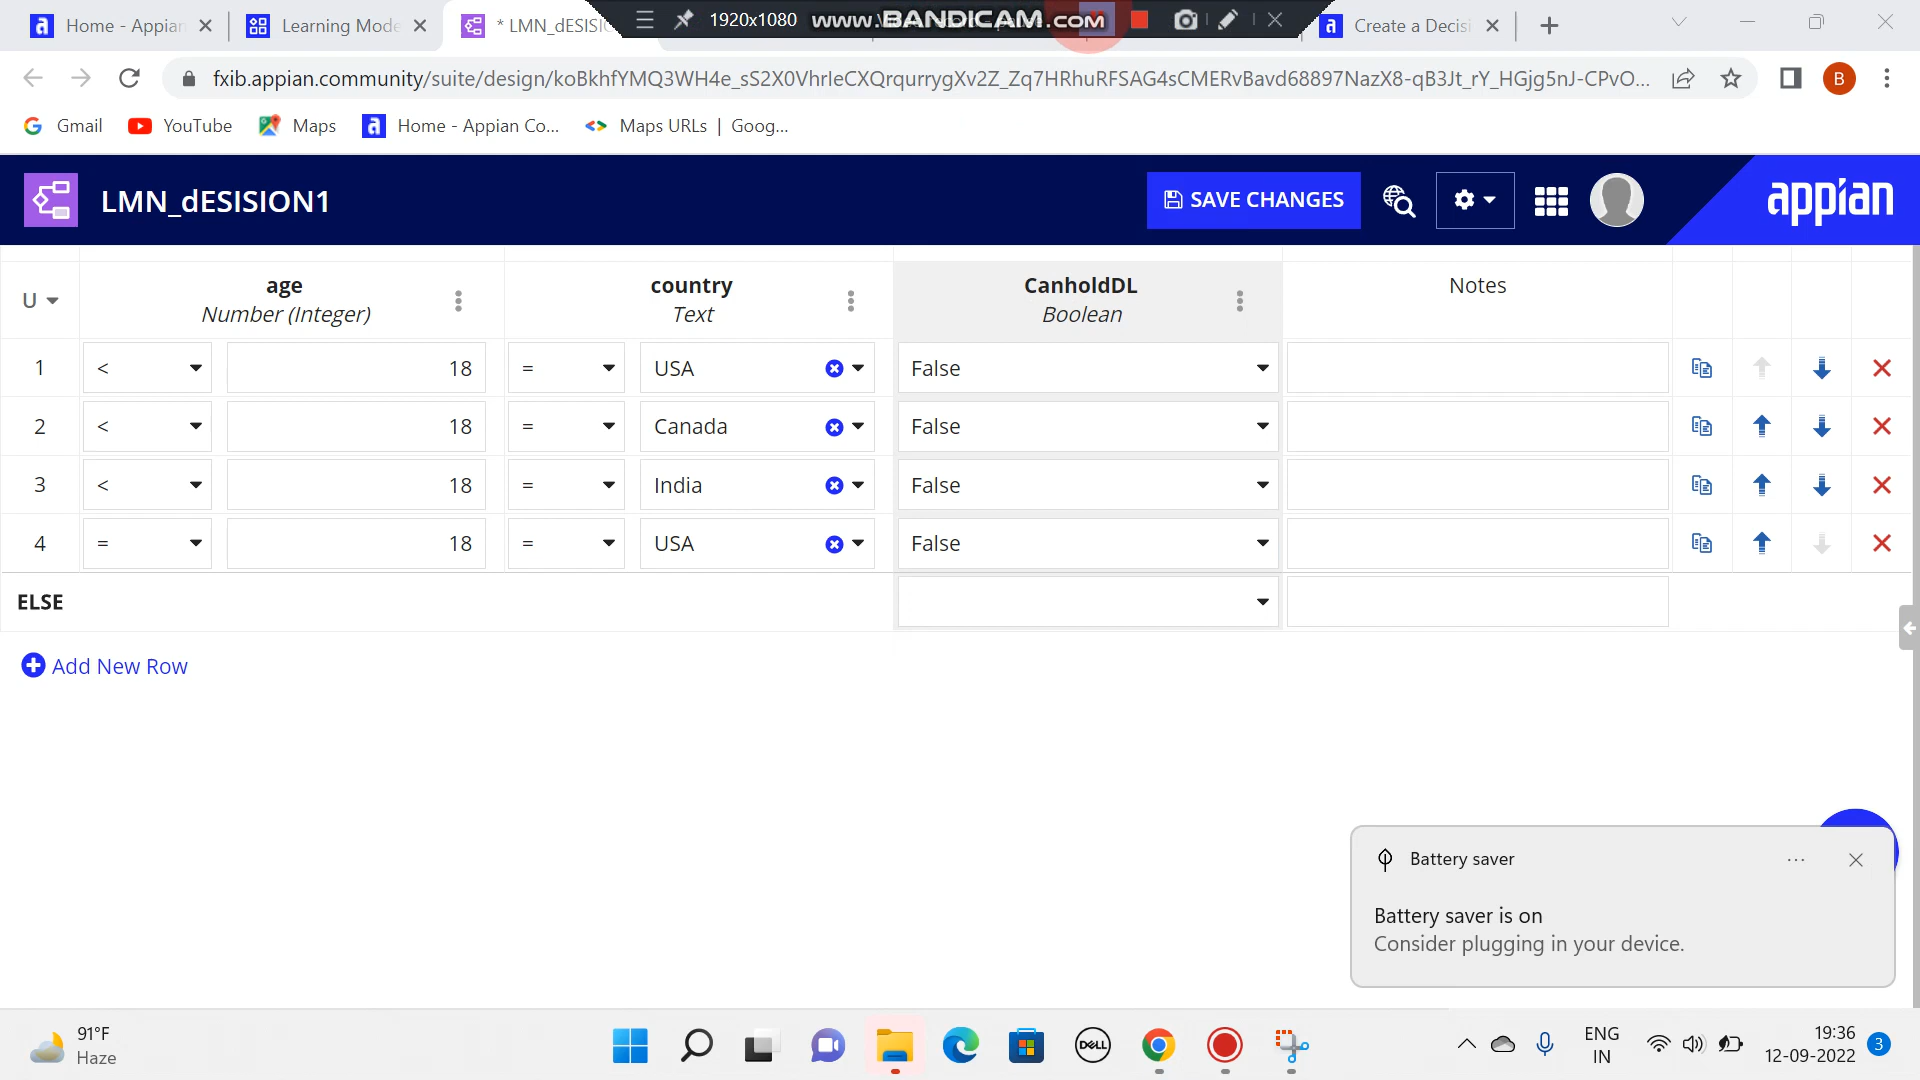 Home - Appian
Learning Mode
* LMN_dESISIO
1920x1080
www.BANDICAM.com
Create a Decisi
fxib.appian.community/suite/design/koBkhfYMQ3WH4e_sS2X0VhrIeCXQrqurrygXv2Z_Zq7HRhuRFSAG4sCMERvBavd68897NazX8-qB3Jt_rY_HGjg5nJ-CPvO...
B
Gmail
YouTube
Maps
Home - Appian Co...
Maps URLs | Goog...
LMN_dESISION1
SAVE CHANGES
appian
U
age
Number (Integer)
country
Text
CanholdDL
Boolean
Notes
1 < 18 = USA False
2 < 18 = Canada False
3 < 18 = India False
4 = 18 = USA False
ELSE
Add New Row
Battery saver
Battery saver is on
Consider plugging in your device.
91°F
Haze
DELL
ENG
IN
19:36
12-09-2022
3